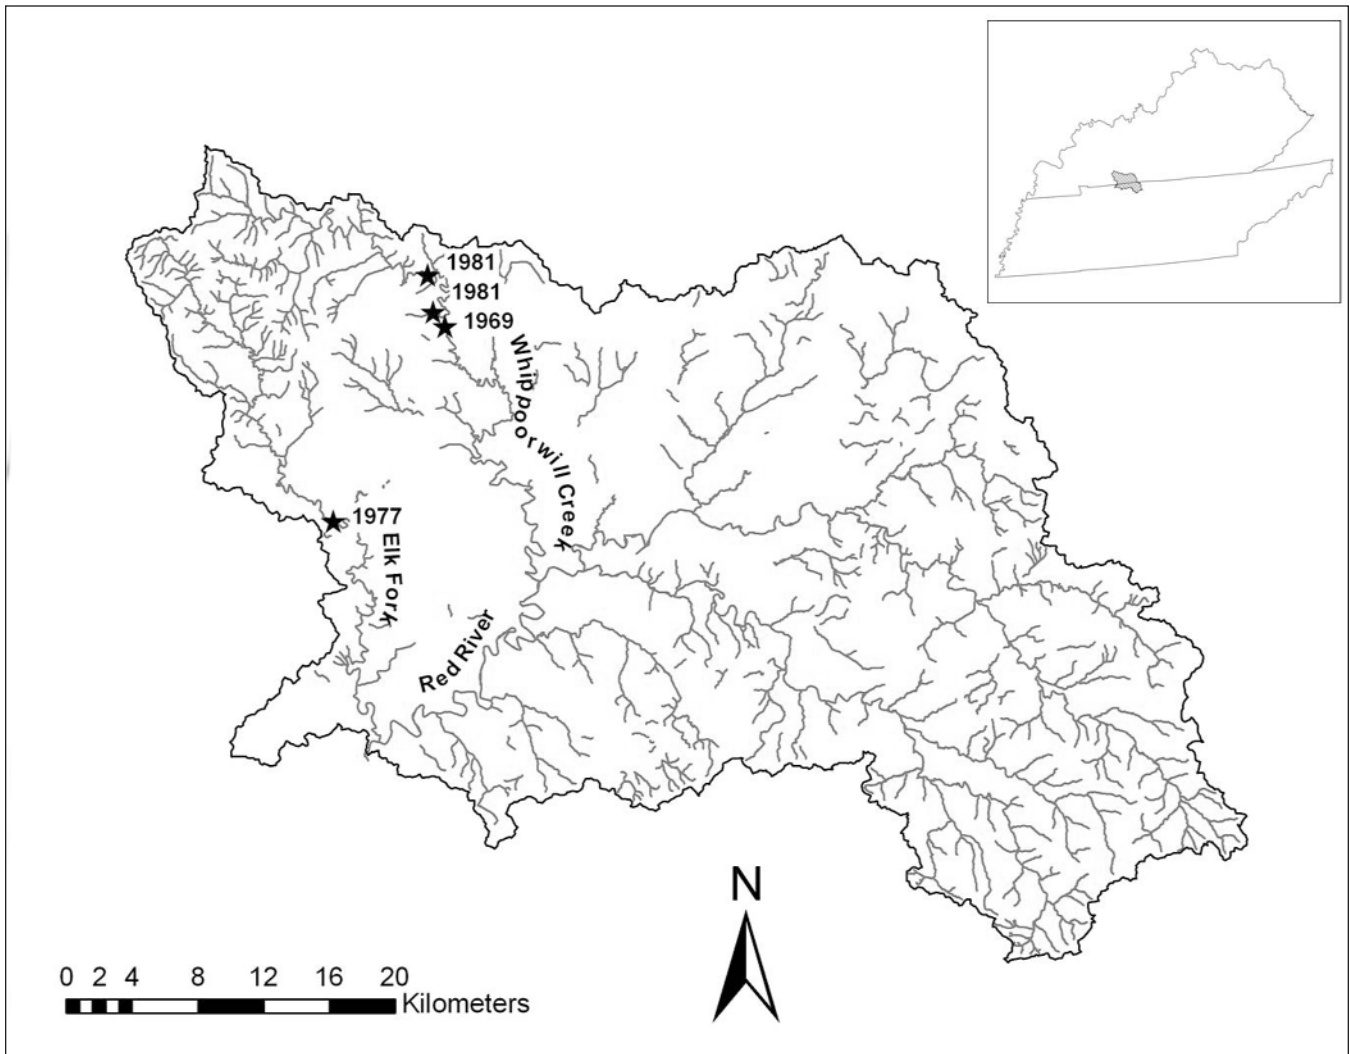 1981
1981
1969
Whippoorwill Creek
1977
Elk Fork
Red River
N
0 2 4 8 12 16 20
Kilometers